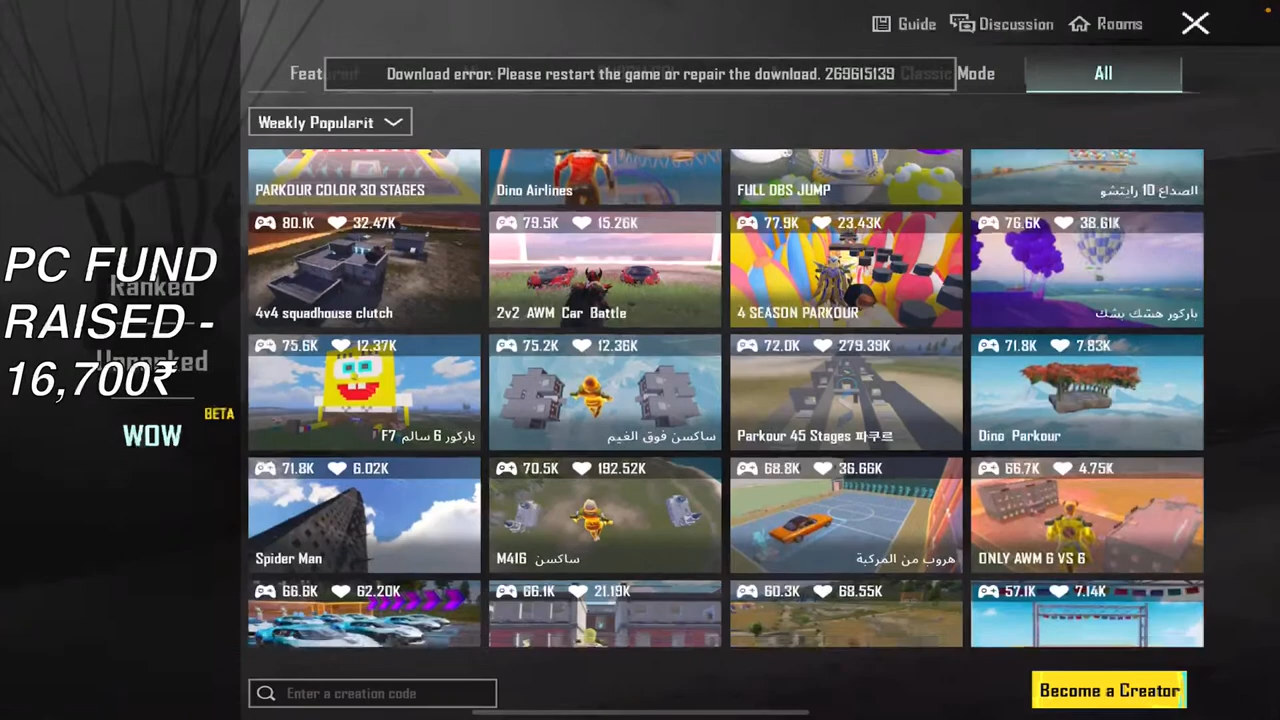 Guide
Discussion
Rooms
Download error. Please restart the game or repair the download. 269615139
Classic Mode
All
Weekly Popularit
PARKOUR COLOR 30 STAGES
Dino Airlines
FULL OBS JUMP
الصداع 10 رايتشو
80.1K 32.47K
79.5K 15.26K
77.9K 23.43K
76.6K 38.61K
4v4 squadhouse clutch
2v2 AWM Car Battle
4 SEASON PARKOUR
باركور هشك بشك
75.6K 12.37K
75.2K 12.36K
72.0K 279.39K
71.8K 7.83K
باركور 6 سالم F7
ساكسن فوق الغيم
Parkour 45 Stages 파쿠르
Dino Parkour
71.8K 6.02K
70.5K 192.52K
68.8K 36.66K
66.7K 4.75K
Spider Man
M416 ساكسن
هروب من المركبة
ONLY AWM 6 VS 6
66.6K 62.20K
66.1K 21.19K
60.3K 68.55K
57.1K 7.14K
PC FUND
RAISED -
16,700₹
Ranked
Unranked
BETA
WOW
Enter a creation code
Become a Creator